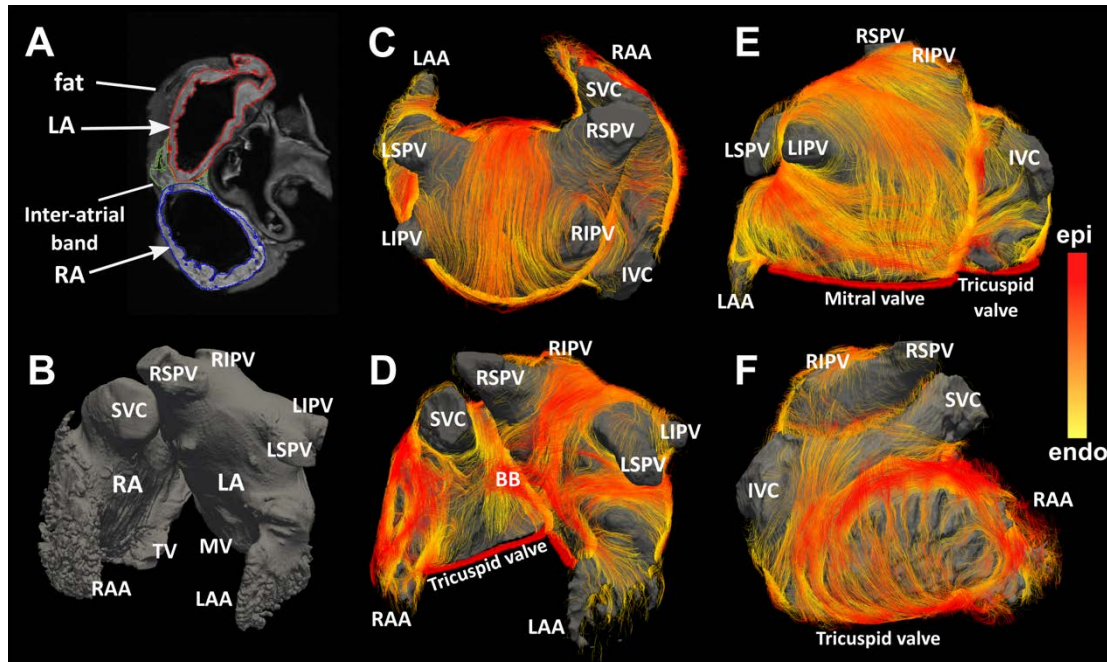 A
fat
LA
Inter-atrial
band
RA
B
RIPV
RSPV
SVC
LIPV
LSPV
RA
LA
TV
MV
RAA
LAA
C
LAA
RAA
SVC
RSPV
LSPV
LIPV
RIPV
IVC
D
RIPV
RSPV
SVC
LIPV
LSPV
BB
Tricuspid valve
RAA
LAA
E
RSPV
RIPV
LSPV
LIPV
IVC
LAA
Mitral valve
Tricuspid
valve
F
RIPV
RSPV
SVC
IVC
RAA
Tricuspid valve
epi
endo